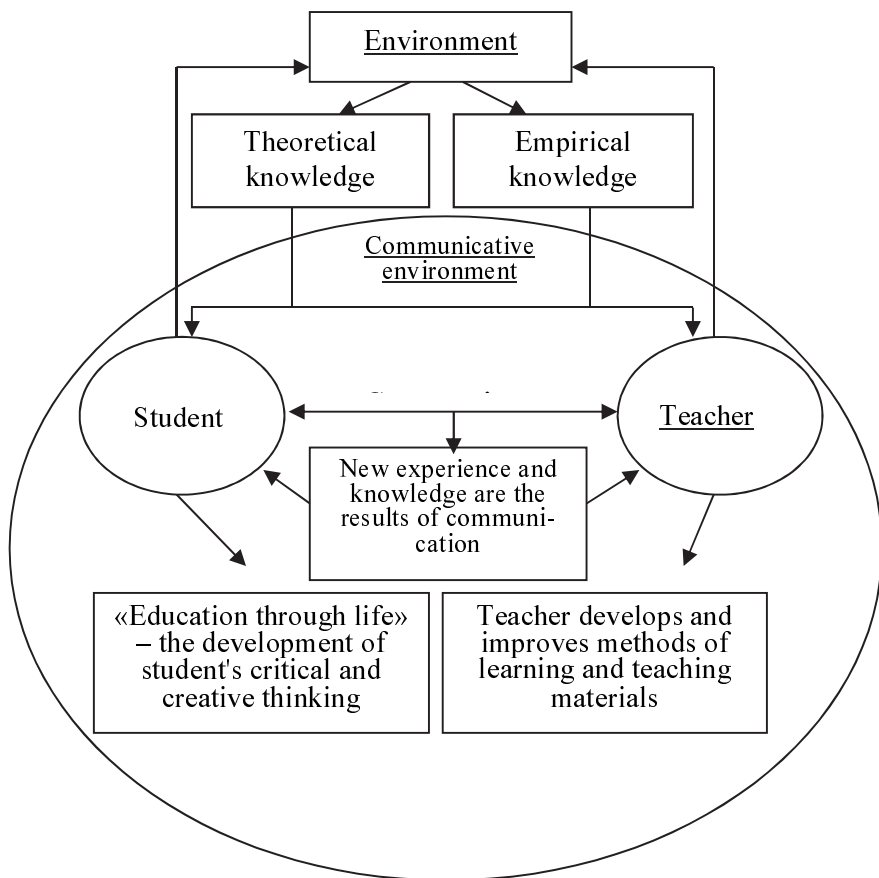 Environment
Theoretical
knowledge
Empirical
knowledge
Communicative
environment
Student
Teacher
New experience and
knowledge are the
results of communi-
cation
«Education through life»
– the development of
student's critical and
creative thinking
Teacher develops and
improves methods of
learning and teaching
materials